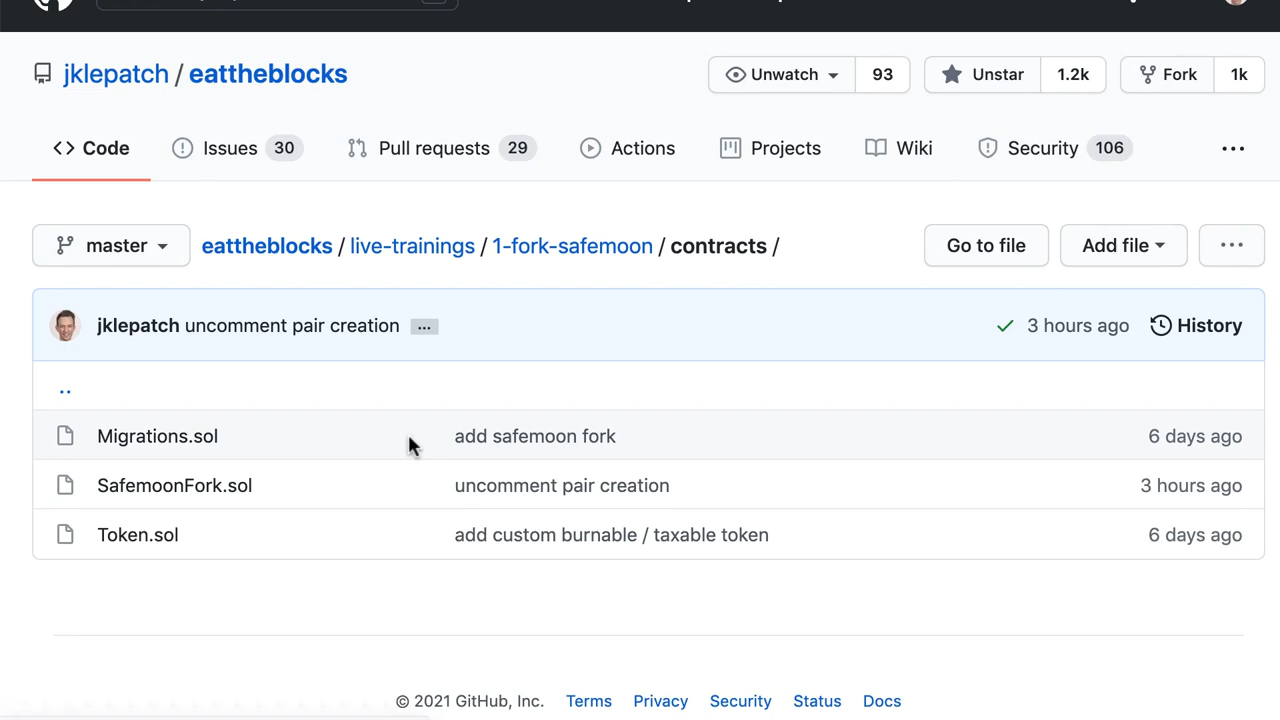 jklepatch / eattheblocks
Unwatch 93
Unstar 1.2k
Fork 1k
Code
Issues 30
Pull requests 29
Actions
Projects
Wiki
Security 106
...
master
eattheblocks / live-trainings / 1-fork-safemoon / contracts /
Go to file
Add file
...
jklepatch uncomment pair creation ...
3 hours ago
History
..
Migrations.sol add safemoon fork 6 days ago
SafemoonFork.sol uncomment pair creation 3 hours ago
Token.sol add custom burnable / taxable token 6 days ago
© 2021 GitHub, Inc. Terms Privacy Security Status Docs